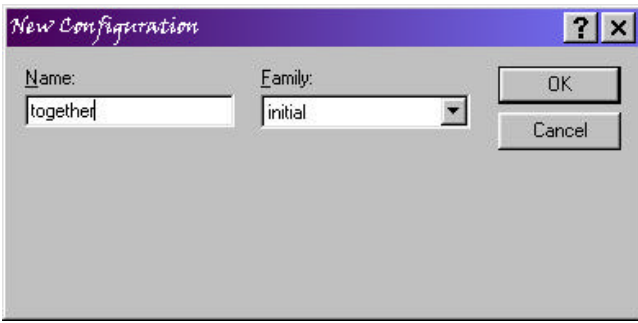 New Configuration
Name: Family: OK
together initial
Cancel